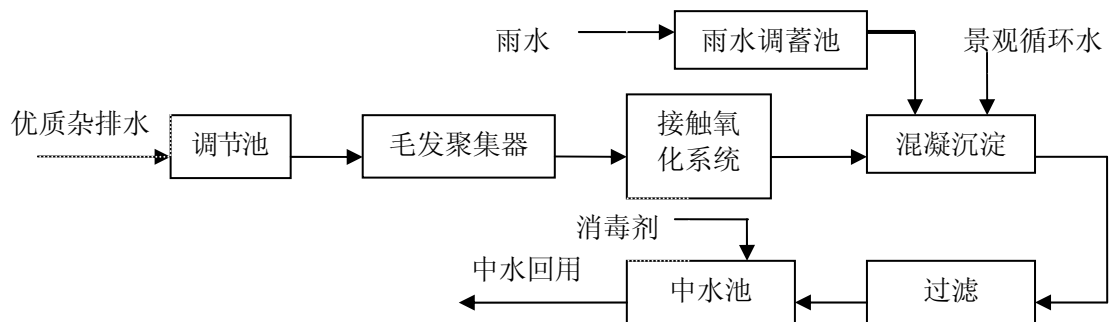 雨水
雨水调蓄池
景观循环水
优质杂排水
调节池
毛发聚集器
接触氧
化系统
混凝沉淀
消毒剂
中水回用
中水池
过滤